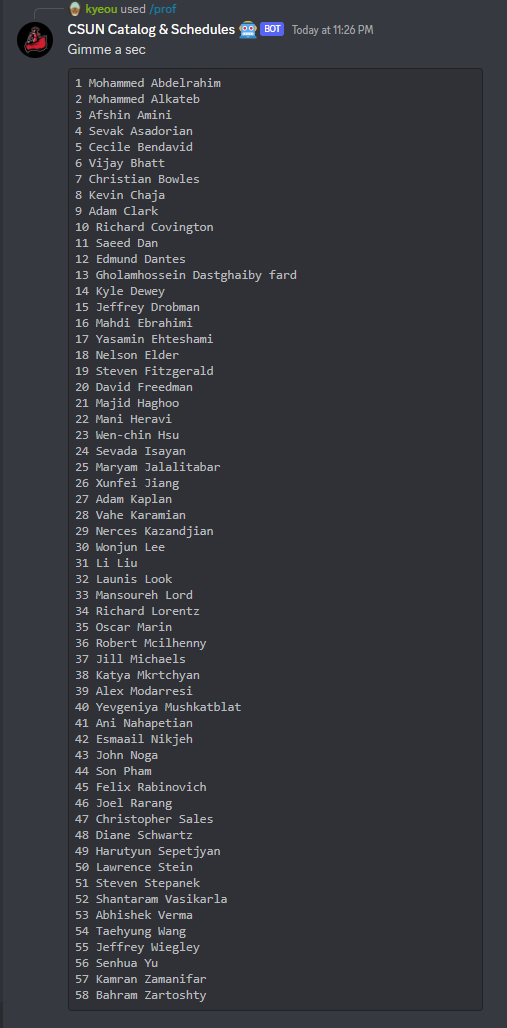 kyeou used /prof
CSUN Catalog & Schedules BOT Today at 11:26 PM
Gimme a sec
1 Mohammed Abdelrahim
2 Mohammed Alkateb
3 Afshin Amini
4 Sevak Asadorian
5 Cecile Bendavid
6 Vijay Bhatt
7 Christian Bowles
8 Kevin Chaja
9 Adam Clark
10 Richard Covington
11 Saeed Dan
12 Edmund Dantes
13 Gholamhossein Dastghaiby fard
14 Kyle Dewey
15 Jeffrey Drobman
16 Mahdi Ebrahimi
17 Yasamin Ehteshami
18 Nelson Elder
19 Steven Fitzgerald
20 David Freedman
21 Majid Haghoo
22 Mani Heravi
23 Wen-chin Hsu
24 Sevada Isayan
25 Maryam Jalalitabar
26 Xunfei Jiang
27 Adam Kaplan
28 Vahe Karamian
29 Nerces Kazandjian
30 Wonjun Lee
31 Li Liu
32 Launis Look
33 Mansoureh Lord
34 Richard Lorentz
35 Oscar Marin
36 Robert Mcilhenny
37 Jill Michaels
38 Katya Mkrtchyan
39 Alex Modarresi
40 Yevgeniya Mushkatblat
41 Ani Nahapetian
42 Esmaail Nikjeh
43 John Noga
44 Son Pham
45 Felix Rabinovich
46 Joel Rarang
47 Christopher Sales
48 Diane Schwartz
49 Harutyun Sepetjyan
50 Lawrence Stein
51 Steven Stepanek
52 Shantaram Vasikarla
53 Abhishek Verma
54 Taehyung Wang
55 Jeffrey Wiegley
56 Senhua Yu
57 Kamran Zamanifar
58 Bahram Zartoshty